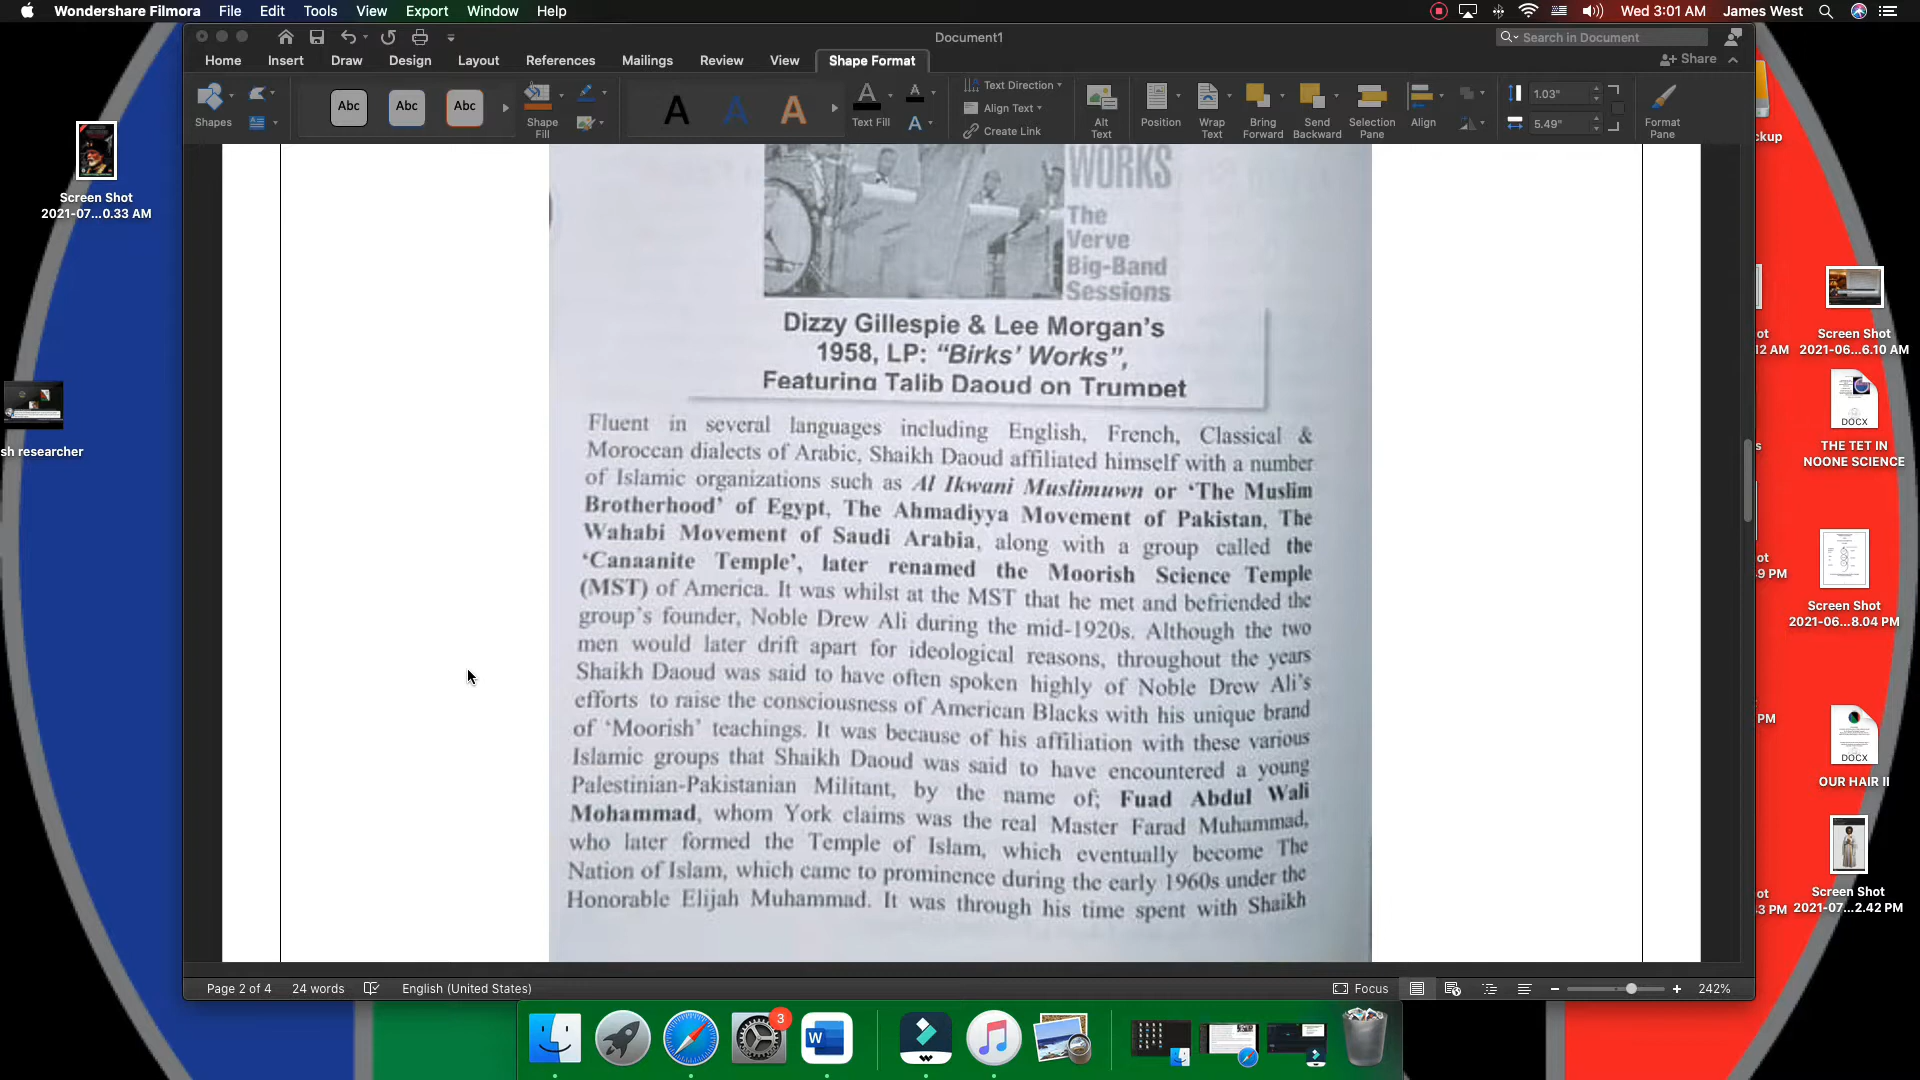 Wondershare Filmora File Edit Tools View Export Window Help
Wed 3:01 AM James West
Document1
Search in Document
Home Insert Draw Design Layout References Mailings Review View Shape Format
Share
Shapes
Abc Abc Abc
Shape Fill
A A A
Text Fill
Text Direction
Align Text
Create Link
Alt Text
Position
Wrap Text
Bring Forward
Send Backward
Selection Pane
Align
1.03"
5.49"
Format Pane
WORKS
The
Verve
Big-Band
Sessions
Dizzy Gillespie & Lee Morgan's
1958, LP: "Birks' Works",
Featuring Talib Daoud on Trumpet
Fluent in several languages including English, French, Classical &
Moroccan dialects of Arabic, Shaikh Daoud affiliated himself with a number
of Islamic organizations such as Al Ikwani Muslimuwn or 'The Muslim
Brotherhood' of Egypt, The Ahmadiyya Movement of Pakistan, The
Wahabi Movement of Saudi Arabia, along with a group called the
'Canaanite Temple', later renamed the Moorish Science Temple
(MST) of America. It was whilst at the MST that he met and befriended the
group's founder, Noble Drew Ali during the mid-1920s. Although the two
men would later drift apart for ideological reasons, throughout the years
Shaikh Daoud was said to have often spoken highly of Noble Drew Ali's
efforts to raise the consciousness of American Blacks with his unique brand
of 'Moorish' teachings. It was because of his affiliation with these various
Islamic groups that Shaikh Daoud was said to have encountered a young
Palestinian-Pakistanian Militant, by the name of; Fuad Abdul Wali
Mohammad, whom York claims was the real Master Farad Muhammad,
who later formed the Temple of Islam, which eventually become The
Nation of Islam, which came to prominence during the early 1960s under the
Honorable Elijah Muhammad. It was through his time spent with Shaikh
Page 2 of 4 24 words English (United States)
Focus
242%
Screen Shot
2021-07...0.33 AM
sh researcher
ckup
ot
12 AM
Screen Shot
2021-06...6.10 AM
DOCX
s
THE TET IN
NOONE SCIENCE
ot
59 PM
Screen Shot
2021-06...8.04 PM
PM
DOCX
OUR HAIR II
ot
3 PM
Screen Shot
2021-07...2.42 PM
3
W